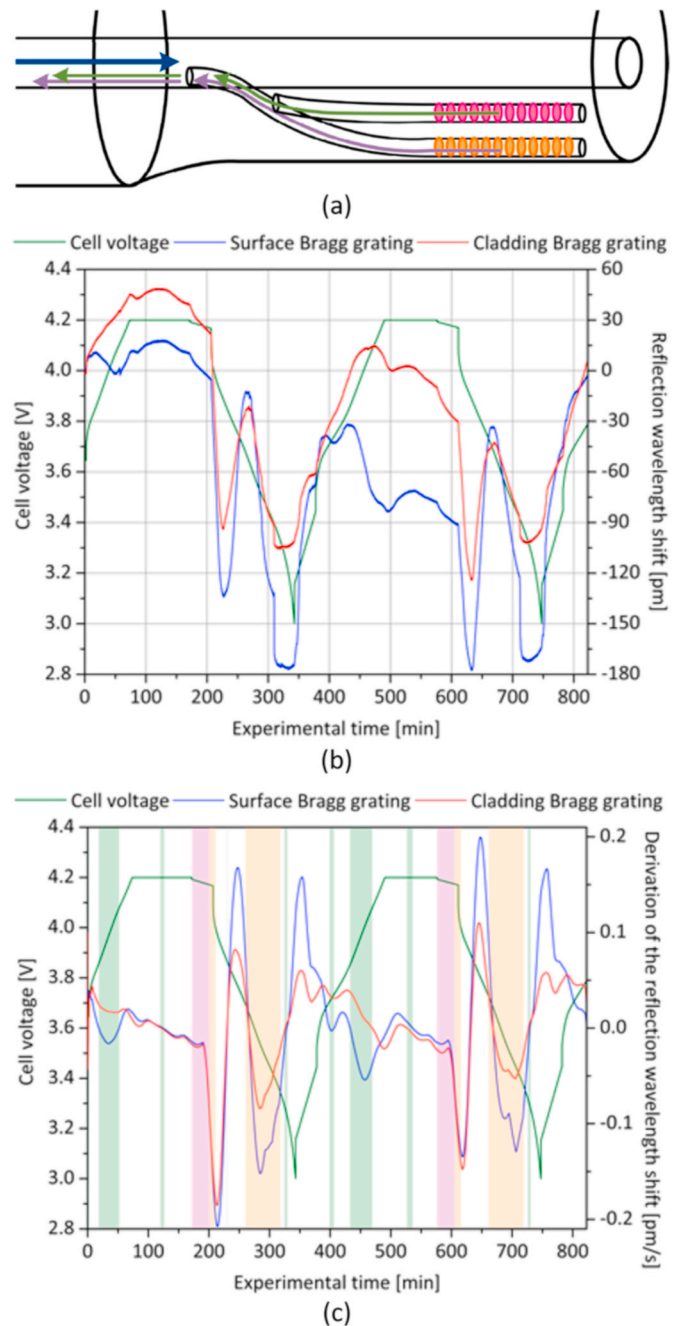 (a)
Cell voltage Surface Bragg grating Cladding Bragg grating
4.4
4.2
4.0
3.8
3.6
3.4
3.2
3.0
2.8
Cell voltage [V]
60
30
0
-30
-60
-90
-120
-150
-180
Reflection wavelength shift [pm]
0 100 200 300 400 500 600 700 800
Experimental time [min]
(b)
Cell voltage Surface Bragg grating Cladding Bragg grating
4.4
4.2
4.0
3.8
3.6
3.4
3.2
3.0
2.8
Cell voltage [V]
0.2
0.1
0.0
-0.1
-0.2
Derivation of the reflection
wavelength shift [pm/s]
0 100 200 300 400 500 600 700 800
Experimental time [min]
(c)